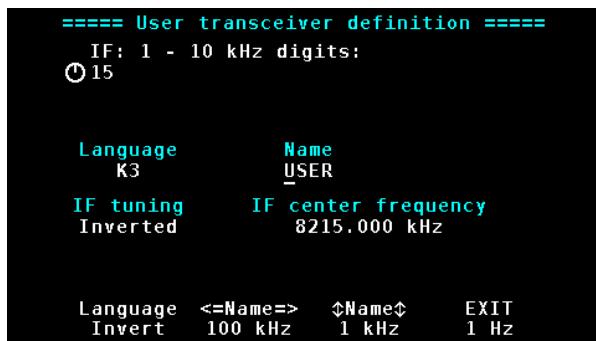 ===== User transceiver definition =====
IF: 1 - 10 kHz digits:
15
Language Name
K3 USER
IF tuning IF center frequency
Inverted 8215.000 kHz
Language <=Name=> ⇕Name⇕ EXIT
Invert 100 kHz 1 kHz 1 Hz